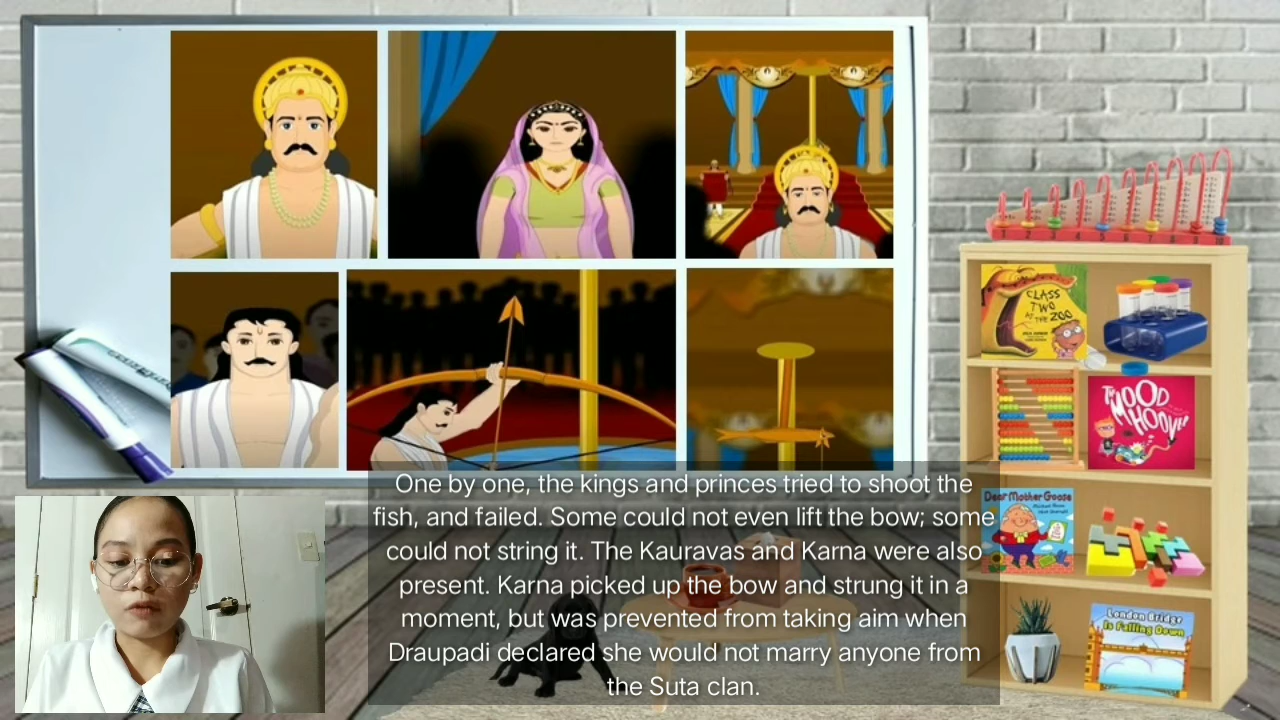 CLASS
TWO
AT THE
ZOO
THE
MOOD
HOOVER
Dear Mother Goose
London Bridge
Is Falling Down
One by one, the kings and princes tried to shoot the
fish, and failed. Some could not even lift the bow; some
could not string it. The Kauravas and Karna were also
present. Karna picked up the bow and strung it in a
moment, but was prevented from taking aim when
Draupadi declared she would not marry anyone from
the Suta clan.